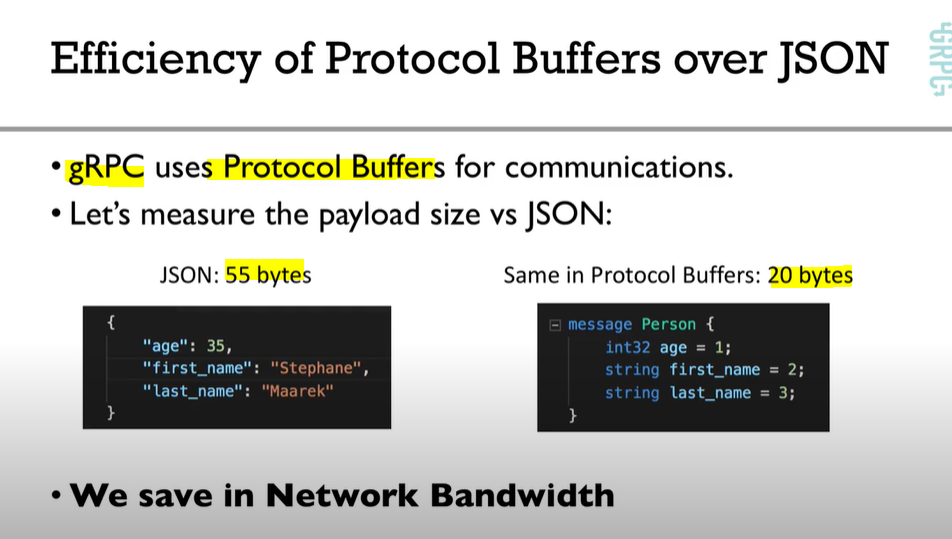 Efficiency of Protocol Buffers over JSON
GRPC
• gRPC uses Protocol Buffers for communications.
• Let's measure the payload size vs JSON:
JSON: 55 bytes
{
"age": 35,
"first_name": "Stephane",
"last_name": "Maarek"
}
Same in Protocol Buffers: 20 bytes
message Person {
int32 age = 1;
string first_name = 2;
string last_name = 3;
}
• We save in Network Bandwidth